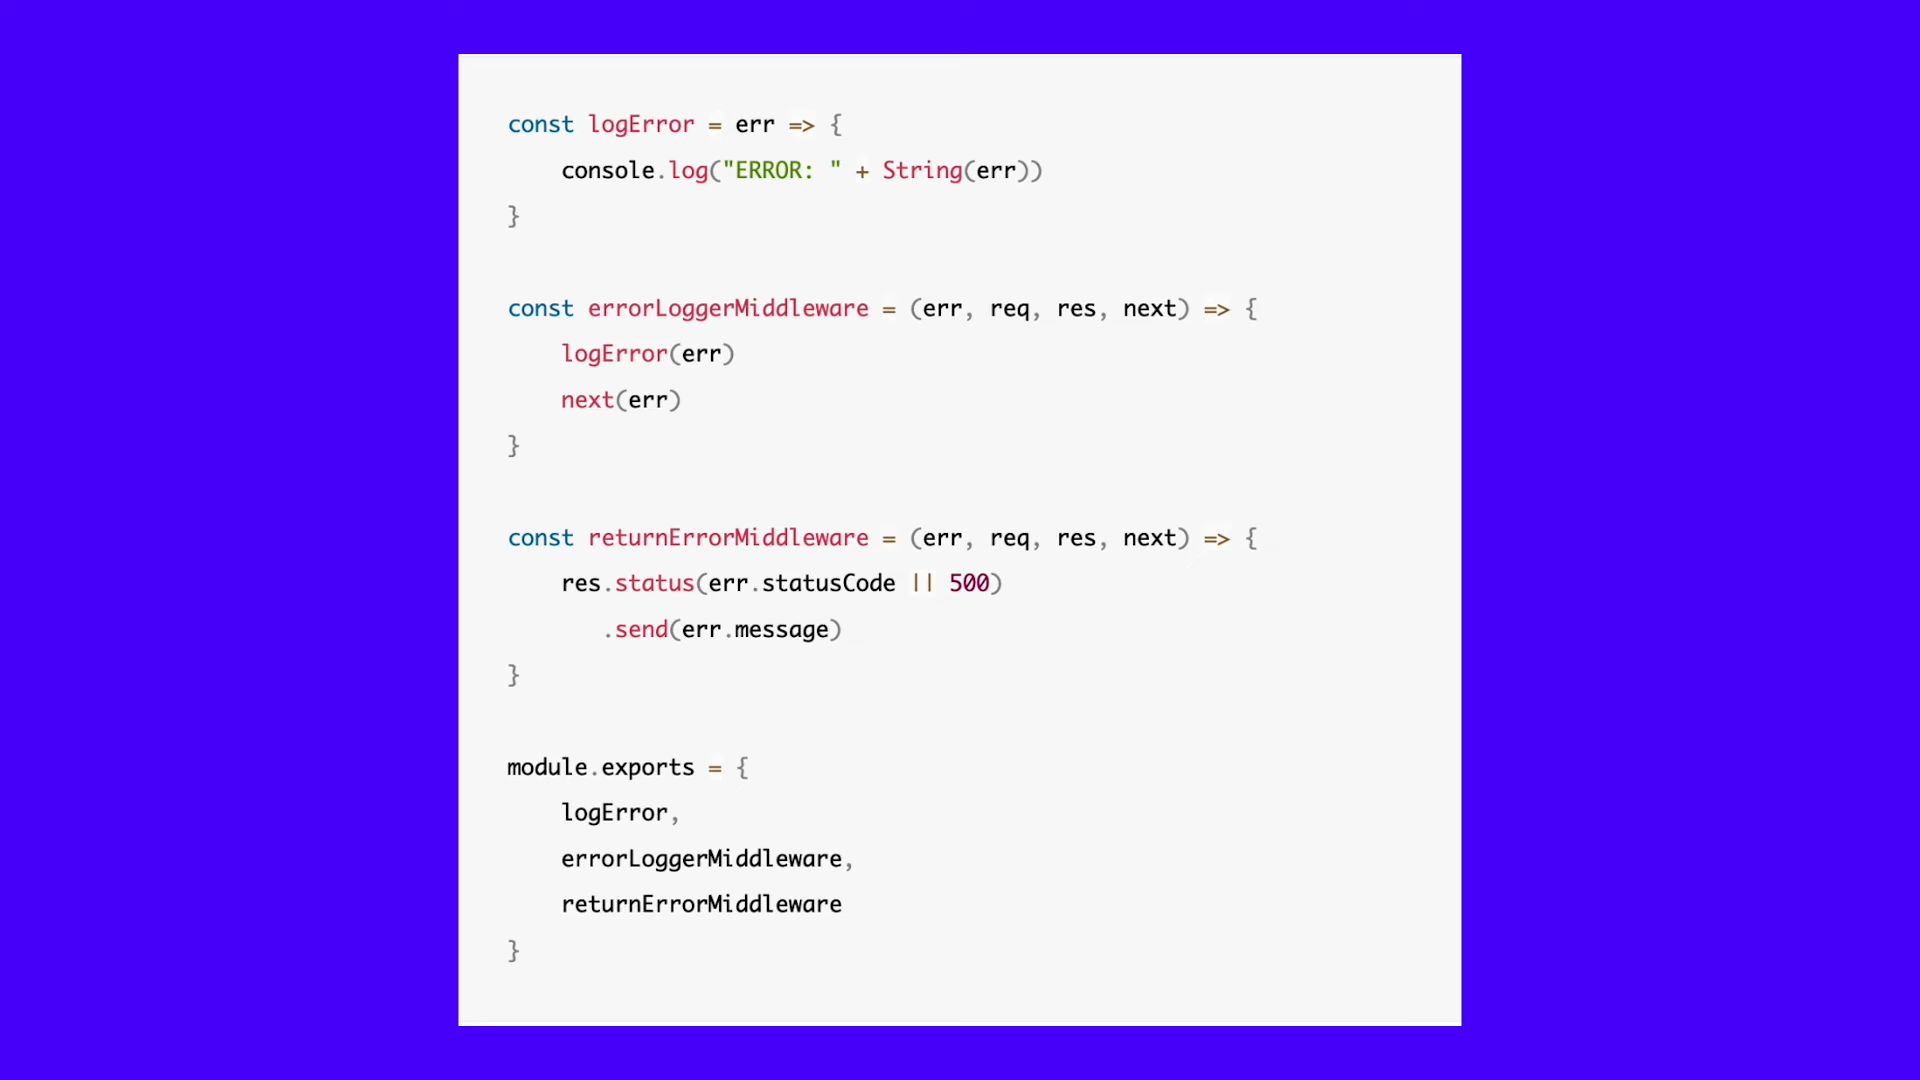 const logError = err => {
    console.log("ERROR: " + String(err))
}
const errorLoggerMiddleware = (err, req, res, next) => {
    logError(err)
    next(err)
}
const returnErrorMiddleware = (err, req, res, next) => {
    res.status(err.statusCode || 500)
       .send(err.message)
}
module.exports = {
    logError,
    errorLoggerMiddleware,
    returnErrorMiddleware
}